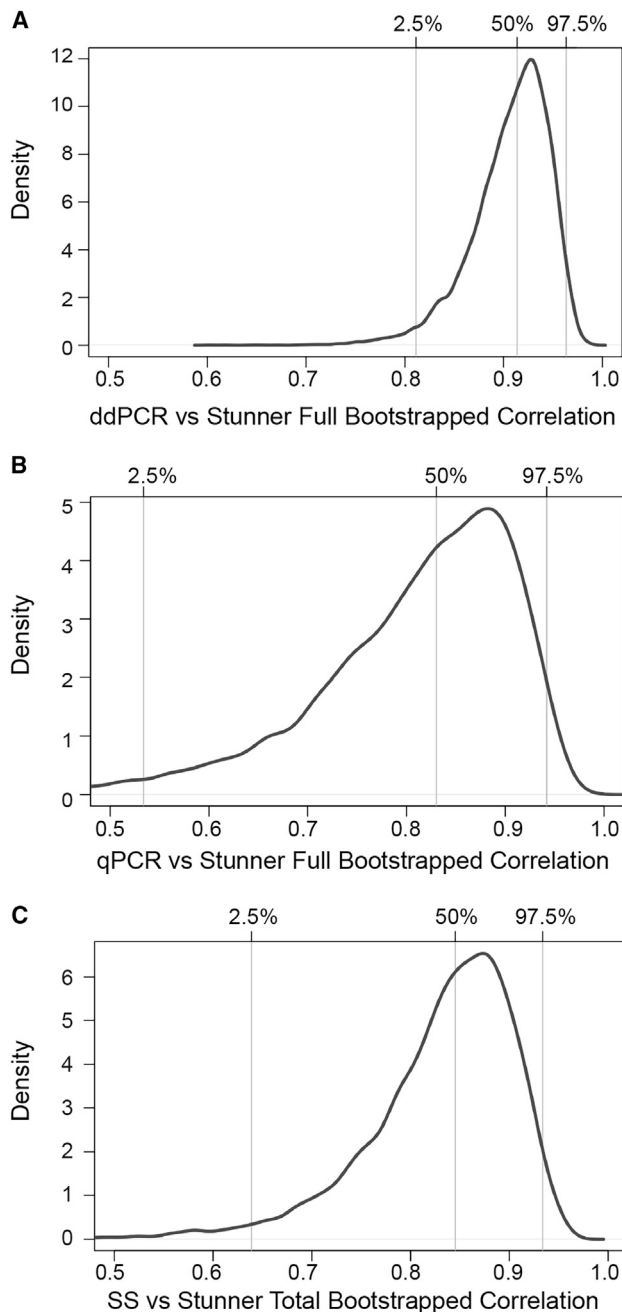 A
2.5% 50% 97.5%
12
10
8
6
4
2
0
Density
0.5 0.6 0.7 0.8 0.9 1.0
ddPCR vs Stunner Full Bootstrapped Correlation
B
2.5% 50% 97.5%
5
4
3
2
1
0
Density
0.5 0.6 0.7 0.8 0.9 1.0
qPCR vs Stunner Full Bootstrapped Correlation
C
2.5% 50% 97.5%
6
5
4
3
2
1
0
Density
0.5 0.6 0.7 0.8 0.9 1.0
SS vs Stunner Total Bootstrapped Correlation